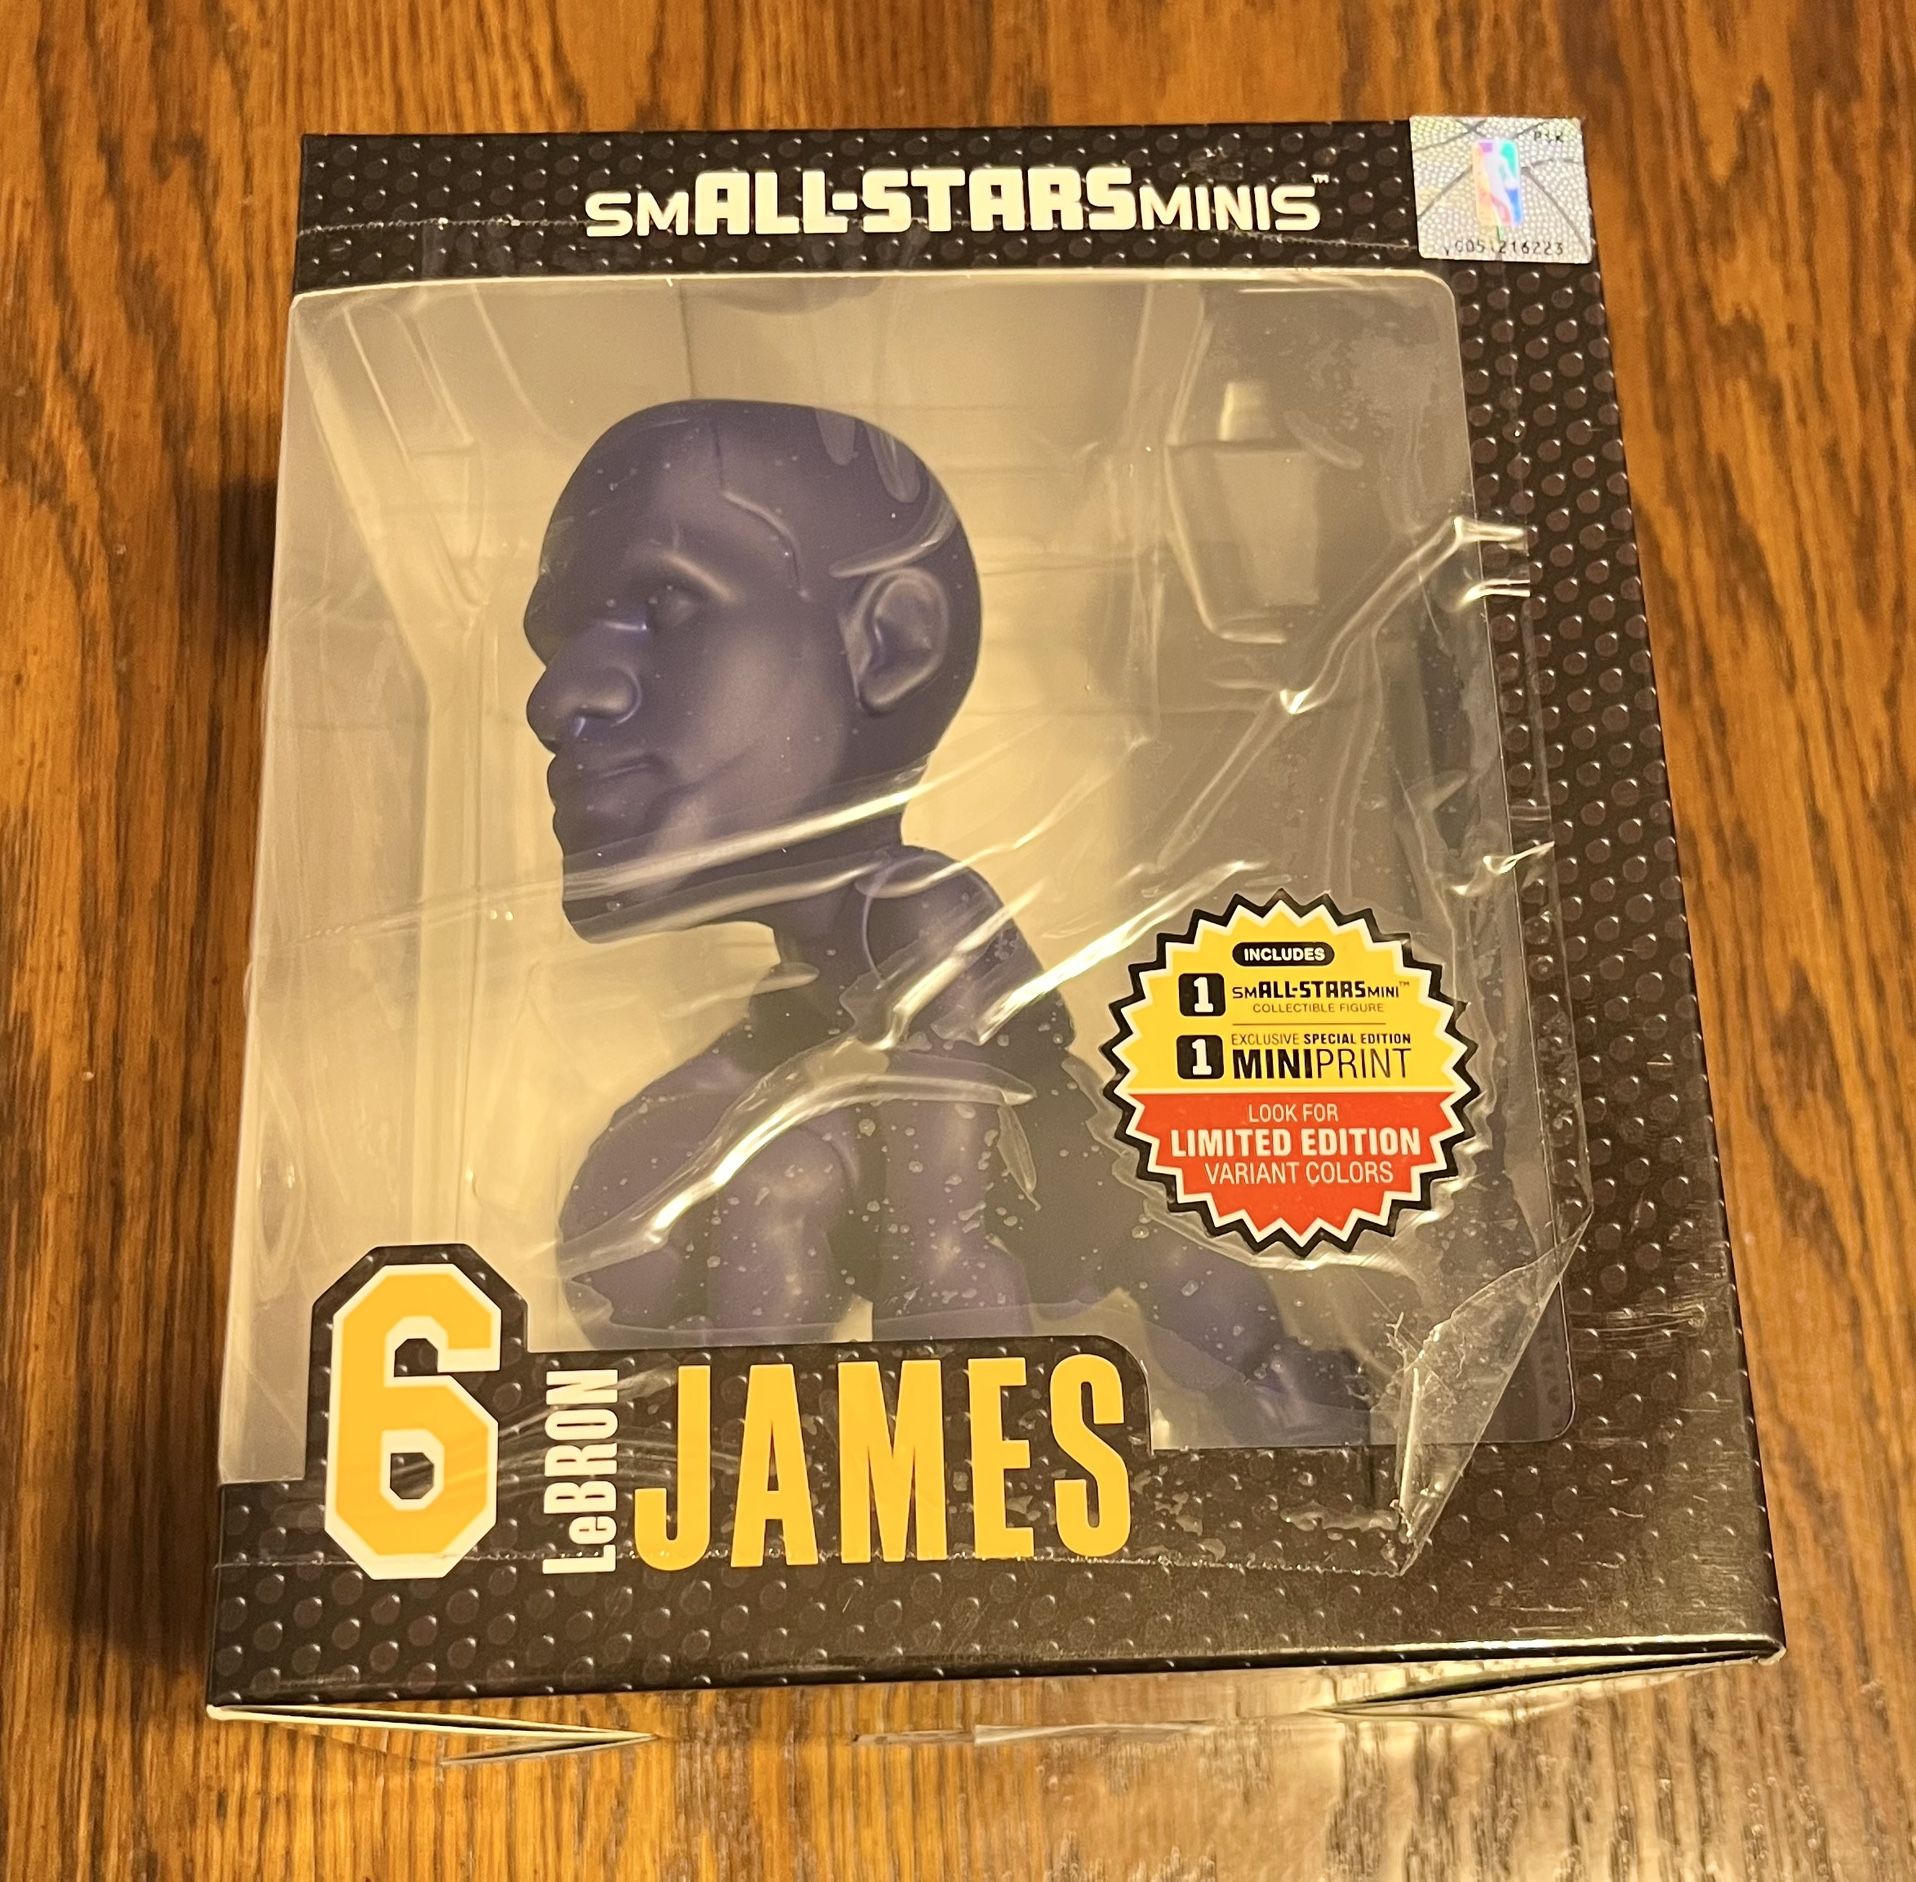 smALL-STARSMINIS™
INCLUDES
1 smALL-STARSMINI™
COLLECTIBLE FIGURE
1 EXCLUSIVE SPECIAL EDITION
MINIPRINT
LOOK FOR
LIMITED EDITION
VARIANT COLORS
6
LeBRON
JAMES